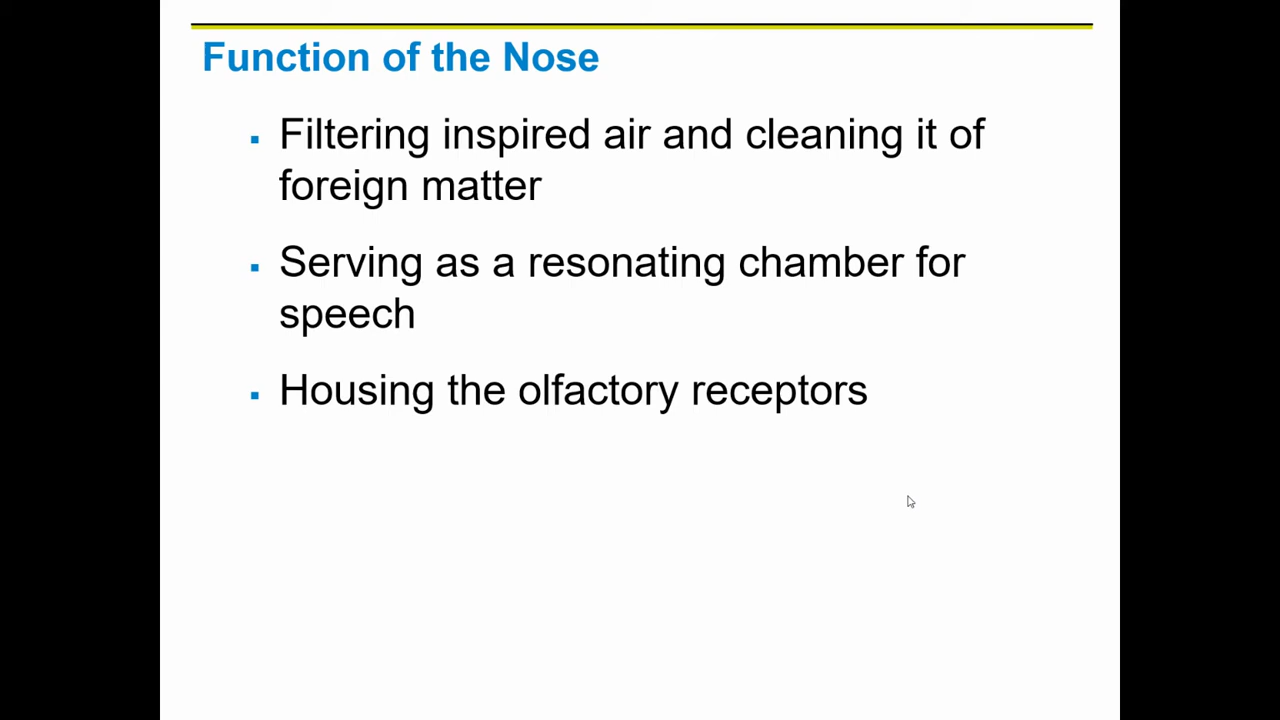 Function of the Nose
▪ Filtering inspired air and cleaning it of
foreign matter
▪ Serving as a resonating chamber for
speech
▪ Housing the olfactory receptors